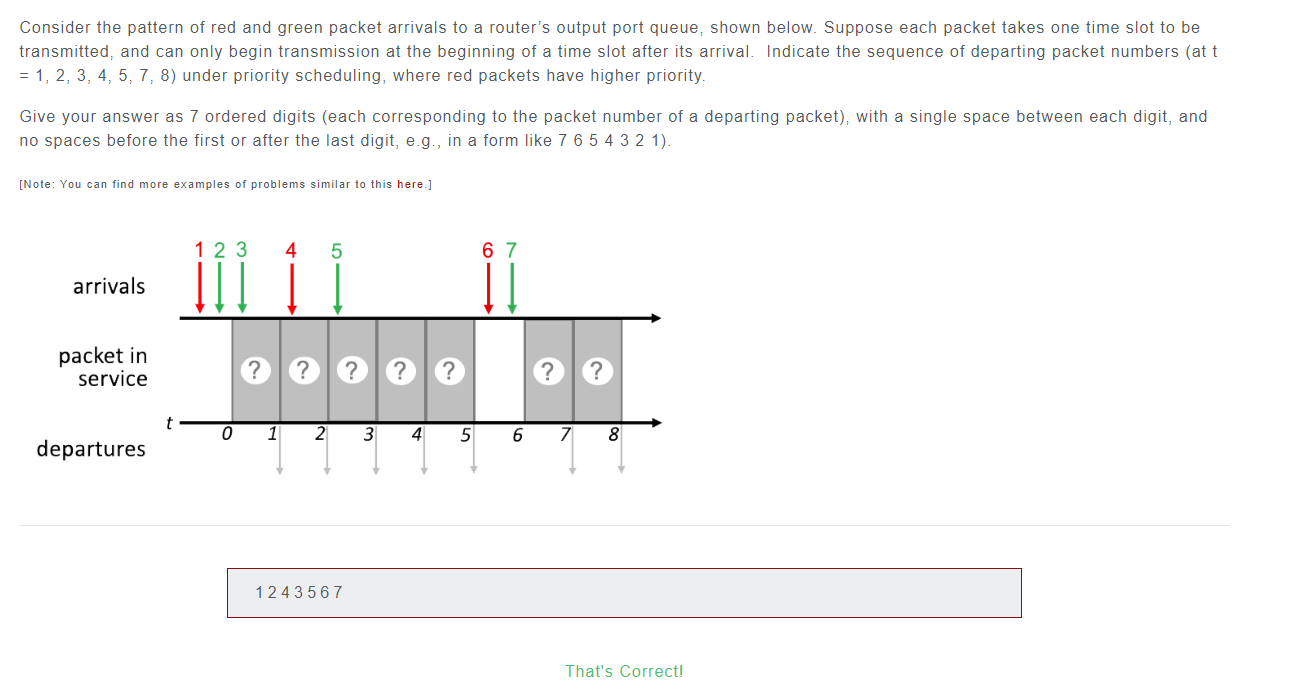 Consider the pattern of red and green packet arrivals to a router's output port queue, shown below. Suppose each packet takes one time slot to be
transmitted, and can only begin transmission at the beginning of a time slot after its arrival.  Indicate the sequence of departing packet numbers (at t
= 1, 2, 3, 4, 5, 7, 8) under priority scheduling, where red packets have higher priority.
Give your answer as 7 ordered digits (each corresponding to the packet number of a departing packet), with a single space between each digit, and
no spaces before the first or after the last digit, e.g., in a form like 7 6 5 4 3 2 1).
[Note: You can find more examples of problems similar to this here.]
1 2 3 4 5 6 7
arrivals
packet in
service
? ? ? ? ? ? ?
t
0 1 2 3 4 5 6 7 8
departures
1 2 4 3 5 6 7
That's Correct!